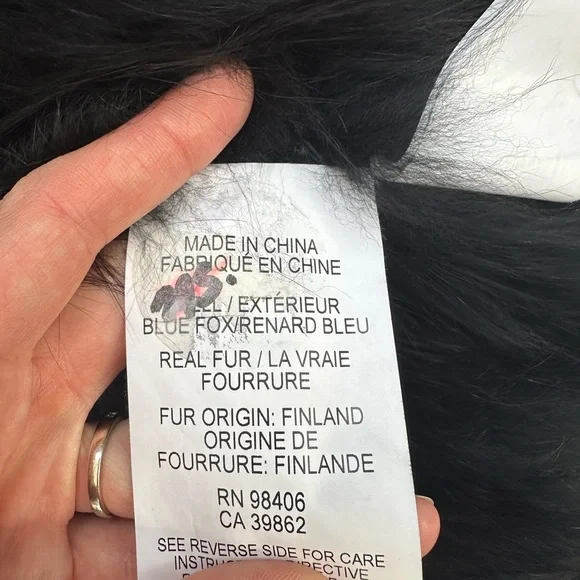 MADE IN CHINA
FABRIQUÉ EN CHINE
/ EXTÉRIEUR
BLUE FOX/RENARD BLEU
REAL FUR / LA VRAIE
FOURRURE
FUR ORIGIN: FINLAND
ORIGINE DE
FOURRURE: FINLANDE
RN 98406
CA 39862
SEE REVERSE SIDE FOR CARE